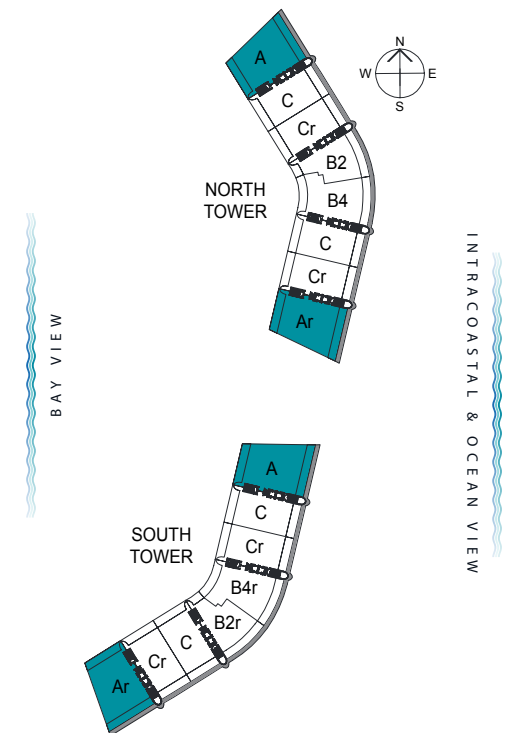 A
N
W
E
S
C
Cr
B2
NORTH
TOWER
B4
C
Cr
Ar
BAY VIEW
INTRACOASTAL & OCEAN VIEW
A
C
SOUTH
TOWER
Cr
B4r
B2r
C
Cr
Ar